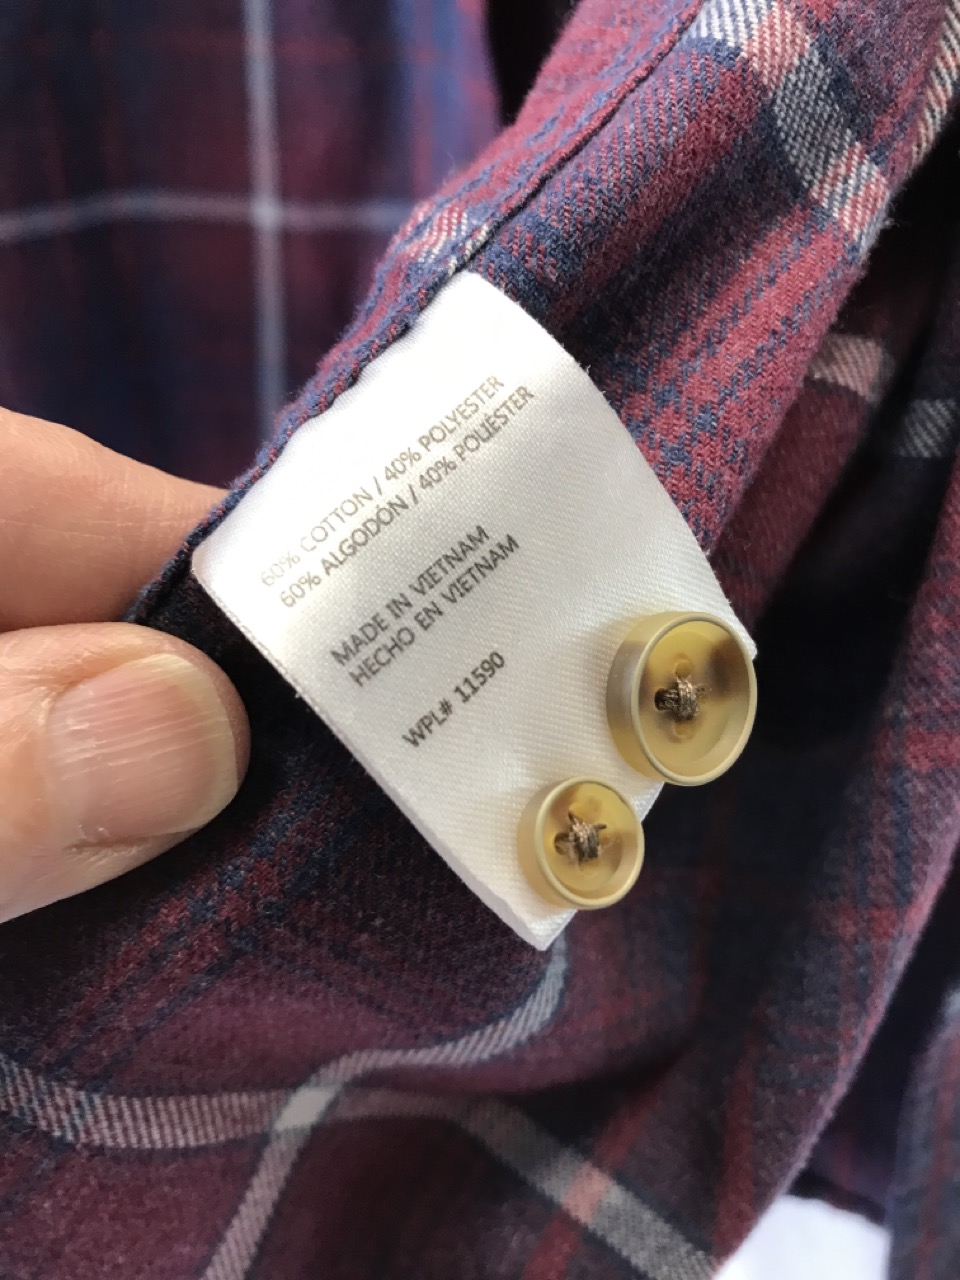 60% COTTON / 40% POLYESTER
60% ALGODÓN / 40% POLIÉSTER
MADE IN VIETNAM
HECHO EN VIETNAM
WPL# 11590